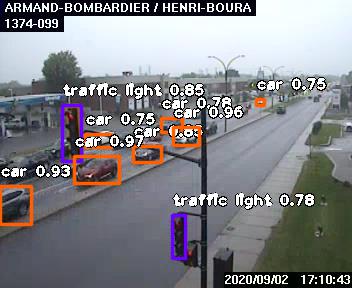 ARMAND-BOMBARDIER / HENRI-BOURA
1374-099
traffic light 0.85
car 0.75
car 0.78
car 0.96
car 0.75
car 0.83
car 0.97
car 0.93
traffic light 0.78
2020/09/02 17:10:43